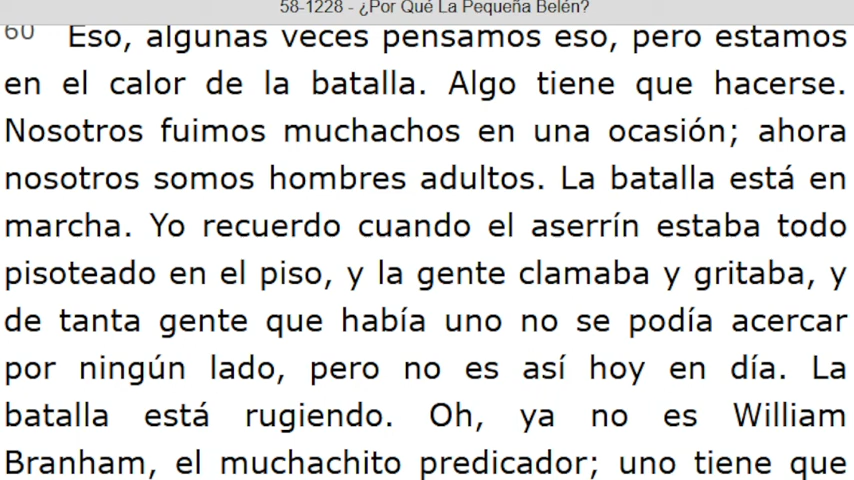 58-1228 - ¿Por Qué La Pequeña Belén?
60 Eso, algunas veces pensamos eso, pero estamos
en el calor de la batalla. Algo tiene que hacerse.
Nosotros fuimos muchachos en una ocasión; ahora
nosotros somos hombres adultos. La batalla está en
marcha. Yo recuerdo cuando el aserrín estaba todo
pisoteado en el piso, y la gente clamaba y gritaba, y
de tanta gente que había uno no se podía acercar
por ningún lado, pero no es así hoy en día. La
batalla está rugiendo. Oh, ya no es William
Branham, el muchachito predicador; uno tiene que